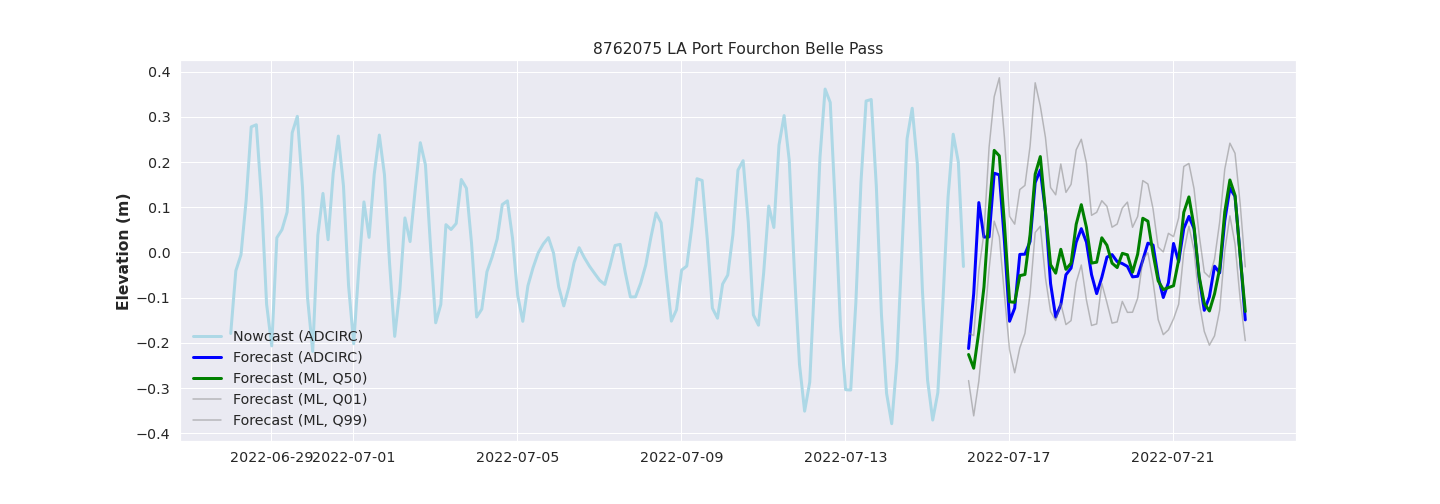 8762075 LA Port Fourchon Belle Pass
Elevation (m)
0.4
0.3
0.2
0.1
0.0
−0.1
−0.2
−0.3
−0.4
Nowcast (ADCIRC)
Forecast (ADCIRC)
Forecast (ML, Q50)
Forecast (ML, Q01)
Forecast (ML, Q99)
2022-06-29 2022-07-01 2022-07-05 2022-07-09 2022-07-13 2022-07-17 2022-07-21